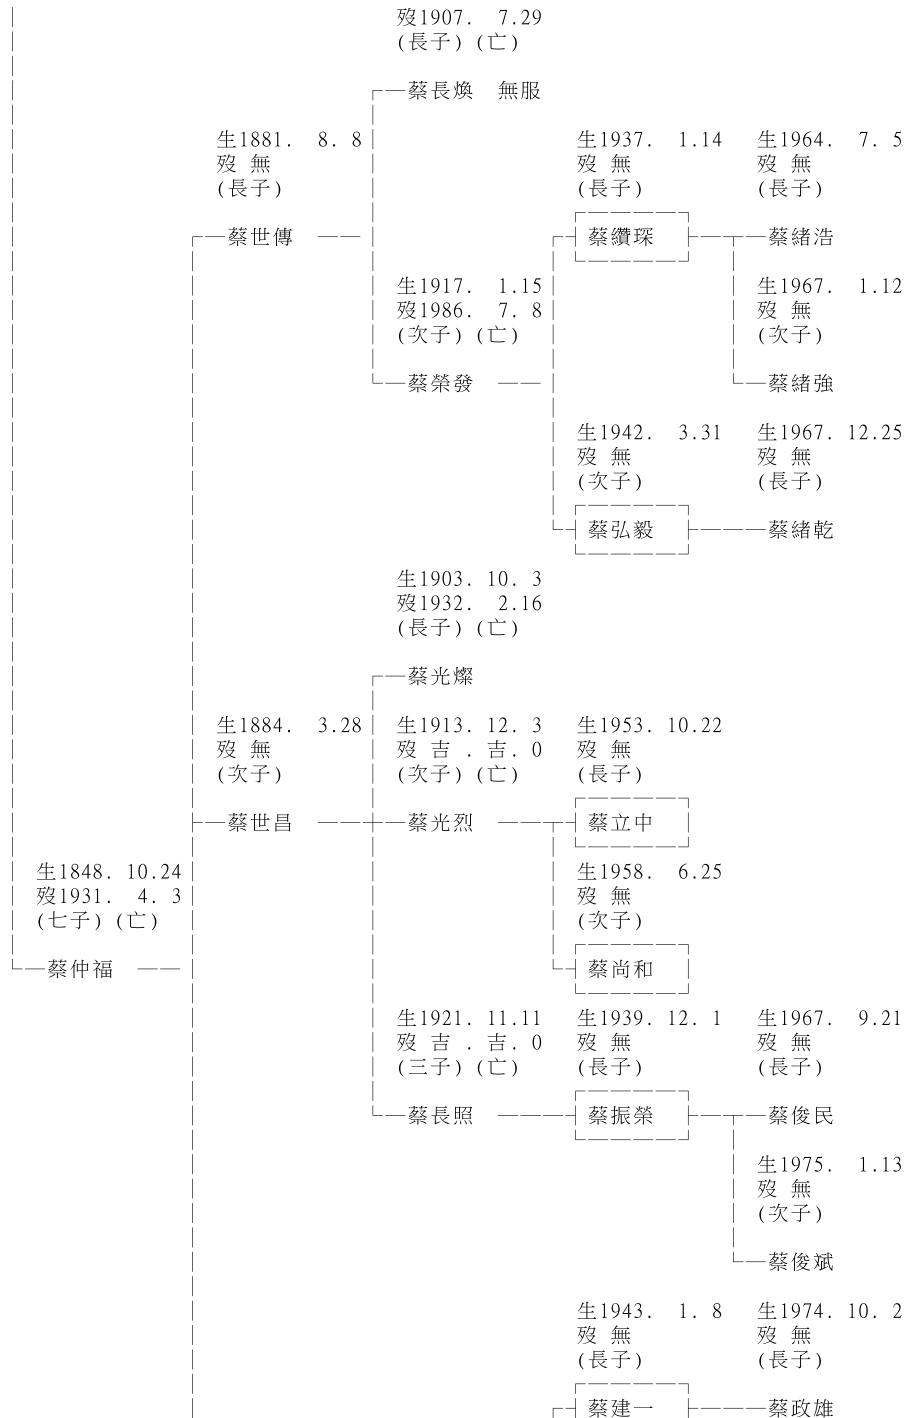 歿1907. 7.29
(長子)(亡)
蔡長煥 無服
生1881. 8. 8
歿 無
(長子)
生1937. 1.14
歿 無
(長子)
生1964. 7. 5
歿 無
(長子)
蔡世傳
蔡纘琛
蔡緒浩
生1917. 1.15
歿1986. 7. 8
(次子)(亡)
生1967. 1.12
歿 無
(次子)
蔡榮發
蔡緒強
生1942. 3.31
歿 無
(次子)
生1967. 12.25
歿 無
(長子)
蔡弘毅
蔡緒乾
生1903. 10. 3
歿1932. 2.16
(長子)(亡)
蔡光燦
生1884. 3.28
歿 無
(次子)
生1913. 12. 3
歿 吉 . 吉. 0
(次子)(亡)
生1953. 10.22
歿 無
(長子)
蔡世昌
蔡光烈
蔡立中
生1848. 10.24
歿1931. 4. 3
(七子)(亡)
生1958. 6.25
歿 無
(次子)
蔡仲福
蔡尚和
生1921. 11.11
歿 吉 . 吉. 0
(三子)(亡)
生1939. 12. 1
歿 無
(長子)
生1967. 9.21
歿 無
(長子)
蔡長照
蔡振榮
蔡俊民
生1975. 1.13
歿 無
(次子)
蔡俊斌
生1943. 1. 8
歿 無
(長子)
生1974. 10. 2
歿 無
(長子)
蔡建一
蔡政雄